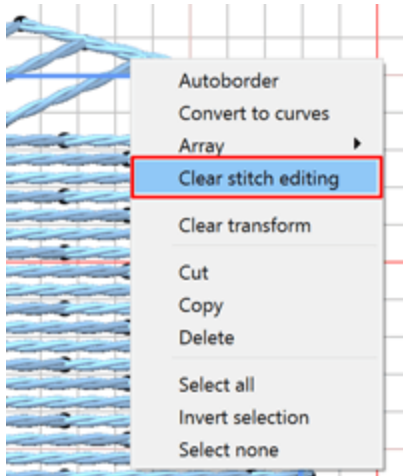 Autoborder
Convert to curves
Array
Clear stitch editing
Clear transform
Cut
Copy
Delete
Select all
Invert selection
Select none